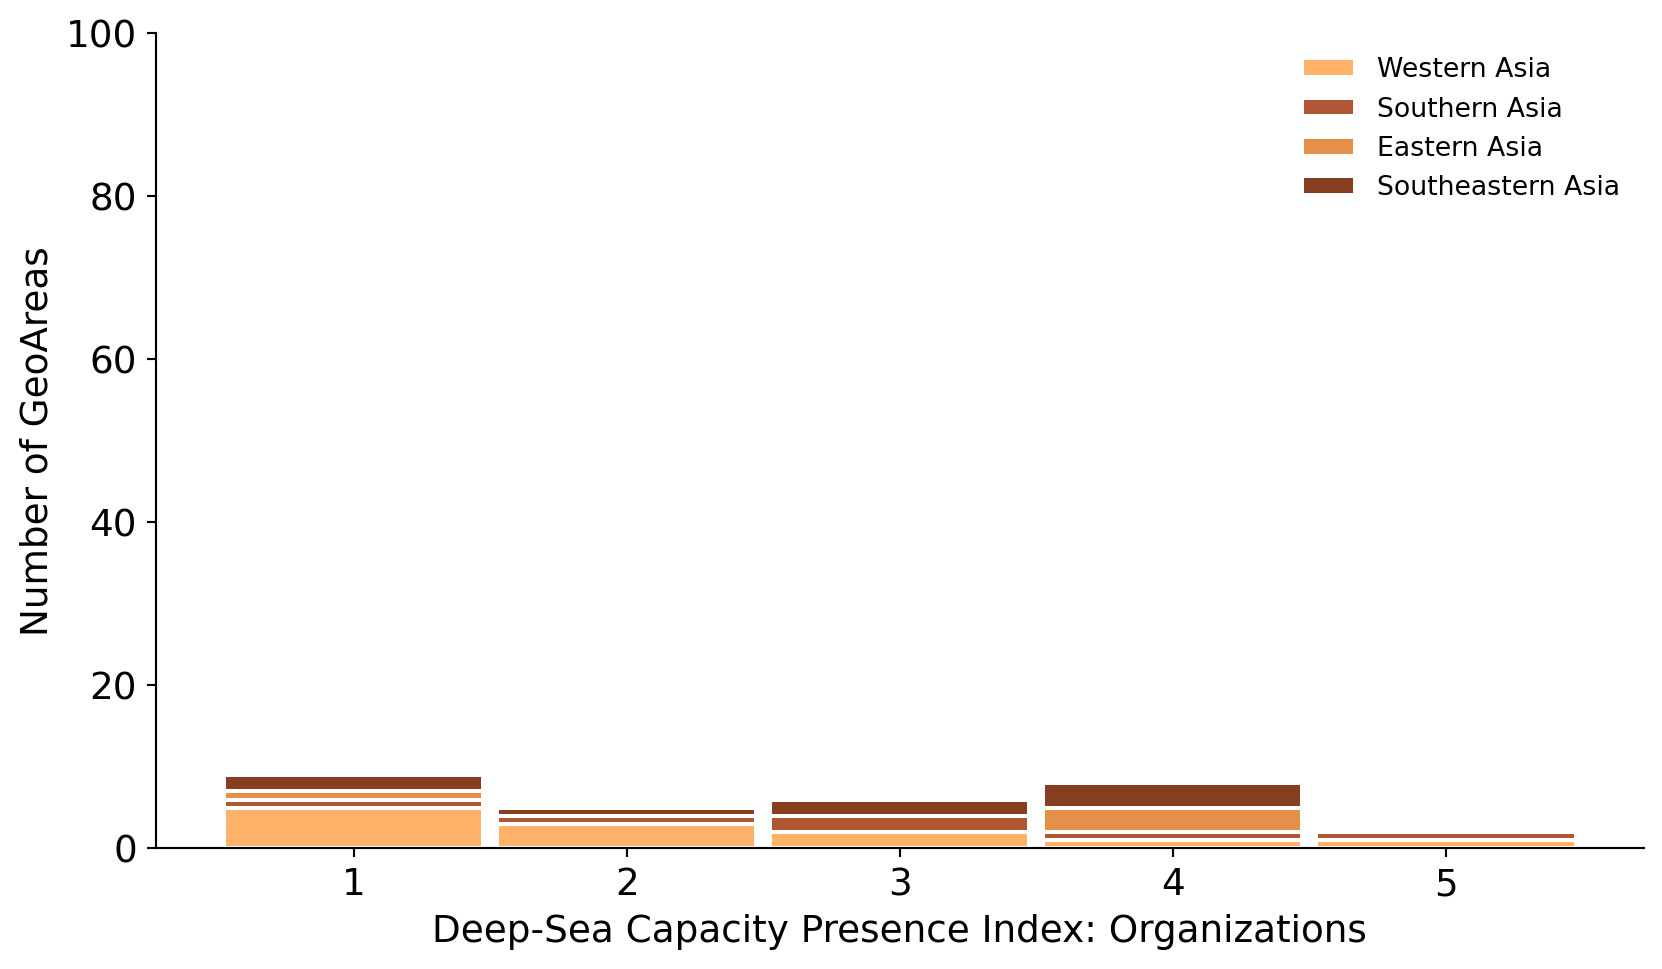 100
80
60
40
20
0
Number of GeoAreas
Western Asia
Southern Asia
Eastern Asia
Southeastern Asia
1 2 3 4 5
Deep-Sea Capacity Presence Index: Organizations